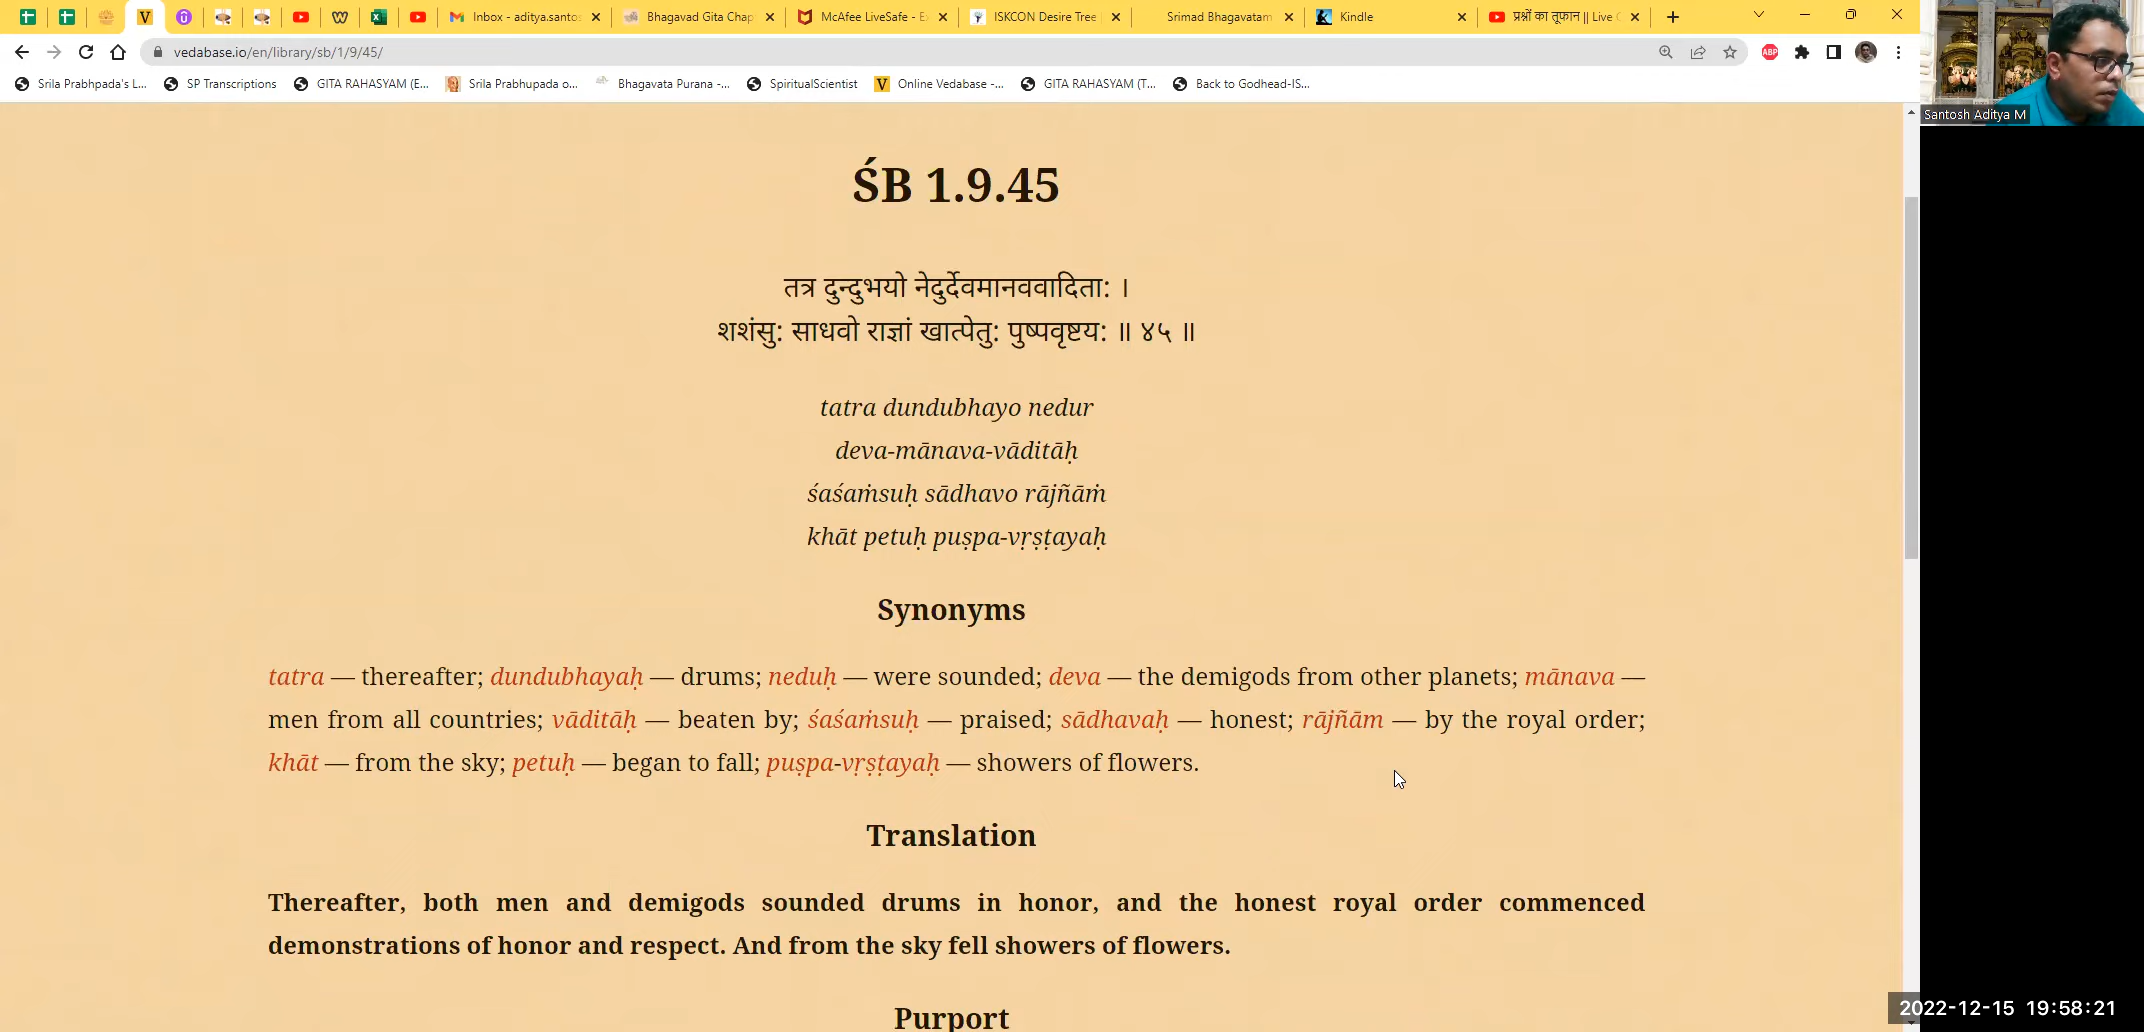 Inbox - aditya.santo
Bhagavad Gita Chap
McAfee LiveSafe - E
ISKCON Desire Tree
Srimad Bhagavatam
Kindle
प्रश्नों का तूफान || Live
vedabase.io/en/library/sb/1/9/45/
ABP
Srila Prabhpada's L...
SP Transcriptions
GITA RAHASYAM (E...
Srila Prabhupada o...
Bhagavata Purana -...
SpiritualScientist
Online Vedabase -...
GITA RAHASYAM (T...
Back to Godhead-IS...
Santosh Aditya M
ŚB 1.9.45
तत्र दुन्दुभयो नेदुर्देवमानववादिता: ।
शशंसु: साधवो राज्ञां खात्पेतु: पुष्पवृष्टय: ॥ ४५ ॥
tatra dundubhayo nedur
deva-mānava-vāditāḥ
śaśaṁsuḥ sādhavo rājñāṁ
khāt petuḥ puṣpa-vṛṣṭayaḥ
Synonyms
tatra — thereafter; dundubhayaḥ — drums; neduḥ — were sounded; deva — the demigods from other planets; mānava —
men from all countries; vāditāḥ — beaten by; śaśaṁsuḥ — praised; sādhavaḥ — honest; rājñām — by the royal order;
khāt — from the sky; petuḥ — began to fall; puṣpa-vṛṣṭayaḥ — showers of flowers.
Translation
Thereafter, both men and demigods sounded drums in honor, and the honest royal order commenced
demonstrations of honor and respect. And from the sky fell showers of flowers.
Purport
2022-12-15 19:58:21